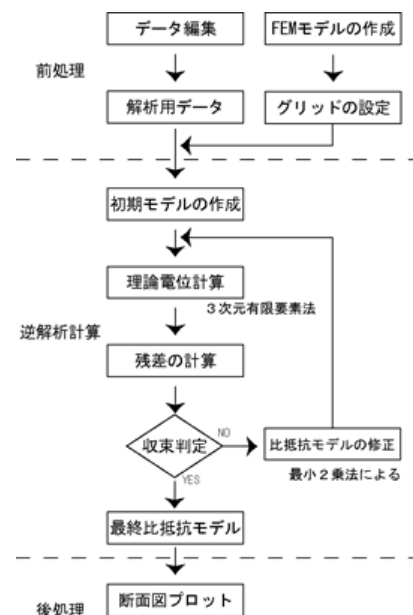 データ編集
FEMモデルの作成
前処理
解析用データ
グリッドの設定
初期モデルの作成
理論電位計算
3次元有限要素法
逆解析計算
残差の計算
収束判定
NO
比抵抗モデルの修正
最小2乗法による
YES
最終比抵抗モデル
断面図プロット
後処理